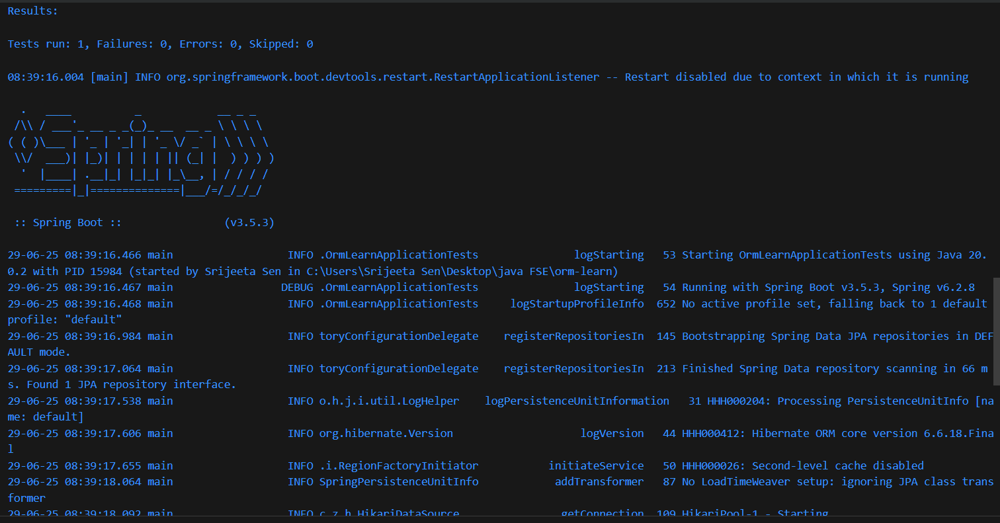 Results:

Tests run: 1, Failures: 0, Errors: 0, Skipped: 0

08:39:16.004 [main] INFO org.springframework.boot.devtools.restart.RestartApplicationListener -- Restart disabled due to context in which it is running

  .   ____          _            __ _ _
 /\\ / ___'_ __ _ _(_)_ __  __ _ \ \ \ \
( ( )\___ | '_ | '_| | '_ \/ _` | \ \ \ \
 \\/  ___)| |_)| | | | | || (_| |  ) ) ) )
  '  |____| .__|_| |_|_| |_\__, | / / / /
 =========|_|==============|___/=/_/_/_/

 :: Spring Boot ::                (v3.5.3)

29-06-25 08:39:16.466 main                  INFO .OrmLearnApplicationTests               logStarting   53 Starting OrmLearnApplicationTests using Java 20.
0.2 with PID 15984 (started by Srijeeta Sen in C:\Users\Srijeeta Sen\Desktop\java FSE\orm-learn)
29-06-25 08:39:16.467 main                 DEBUG .OrmLearnApplicationTests               logStarting   54 Running with Spring Boot v3.5.3, Spring v6.2.8
29-06-25 08:39:16.468 main                  INFO .OrmLearnApplicationTests     logStartupProfileInfo  652 No active profile set, falling back to 1 default
profile: "default"
29-06-25 08:39:16.984 main                  INFO toryConfigurationDelegate    registerRepositoriesIn  145 Bootstrapping Spring Data JPA repositories in DEF
AULT mode.
29-06-25 08:39:17.064 main                  INFO toryConfigurationDelegate    registerRepositoriesIn  213 Finished Spring Data repository scanning in 66 m
s. Found 1 JPA repository interface.
29-06-25 08:39:17.538 main                  INFO o.h.j.i.util.LogHelper    logPersistenceUnitInformation   31 HHH000204: Processing PersistenceUnitInfo [na
me: default]
29-06-25 08:39:17.606 main                  INFO org.hibernate.Version                    logVersion   44 HHH000412: Hibernate ORM core version 6.6.18.Fina
l
29-06-25 08:39:17.655 main                  INFO .i.RegionFactoryInitiator           initiateService   50 HHH000026: Second-level cache disabled
29-06-25 08:39:18.064 main                  INFO SpringPersistenceUnitInfo            addTransformer   87 No LoadTimeWeaver setup: ignoring JPA class trans
former
29-06-25 08:39:18.092 main                  INFO c.z.h.HikariDataSource                getConnection  109 HikariPool-1 - Starting...